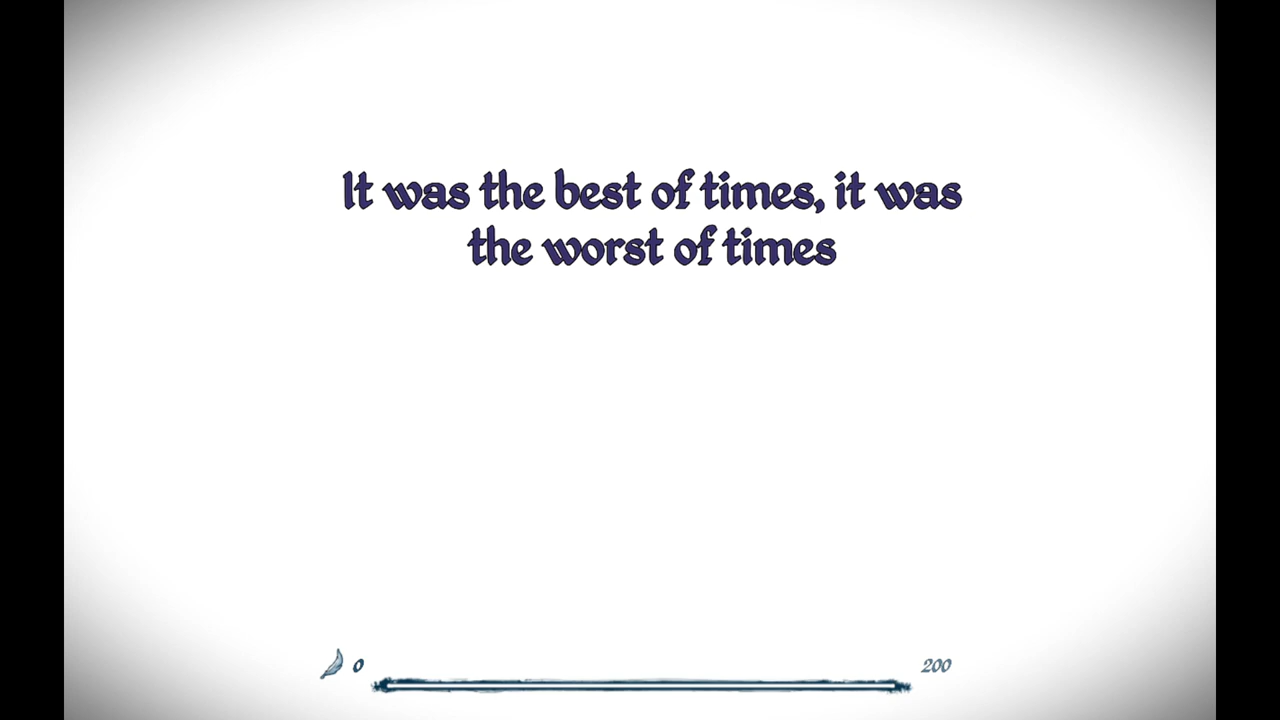 It was the best of times, it was
the worst of times
0
200